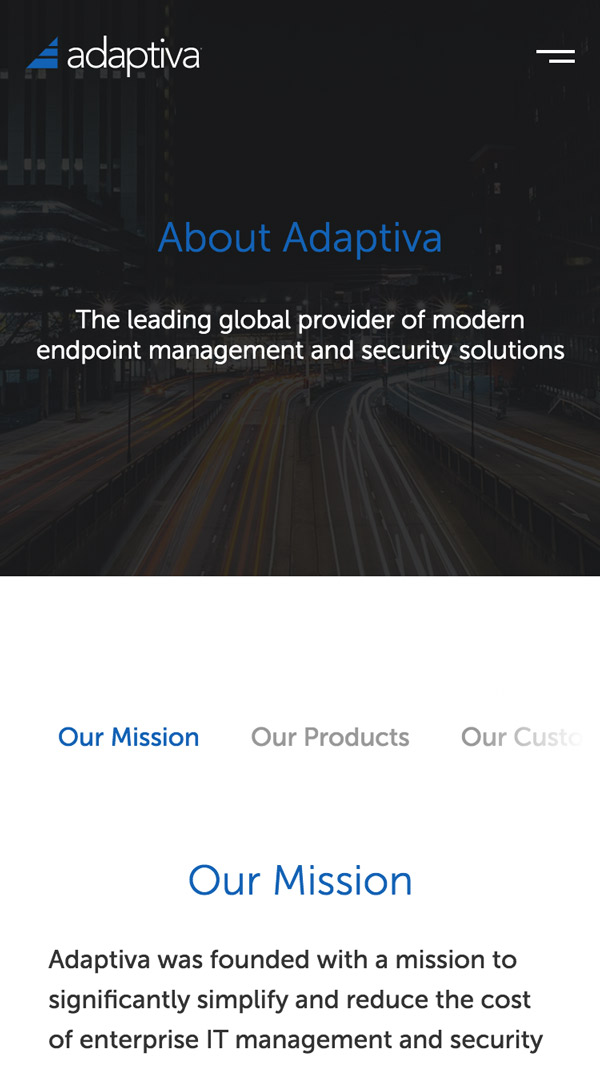 adaptiva
About Adaptiva
The leading global provider of modern
endpoint management and security solutions
Our Mission Our Products Our Custo
Our Mission
Adaptiva was founded with a mission to
significantly simplify and reduce the cost
of enterprise IT management and security